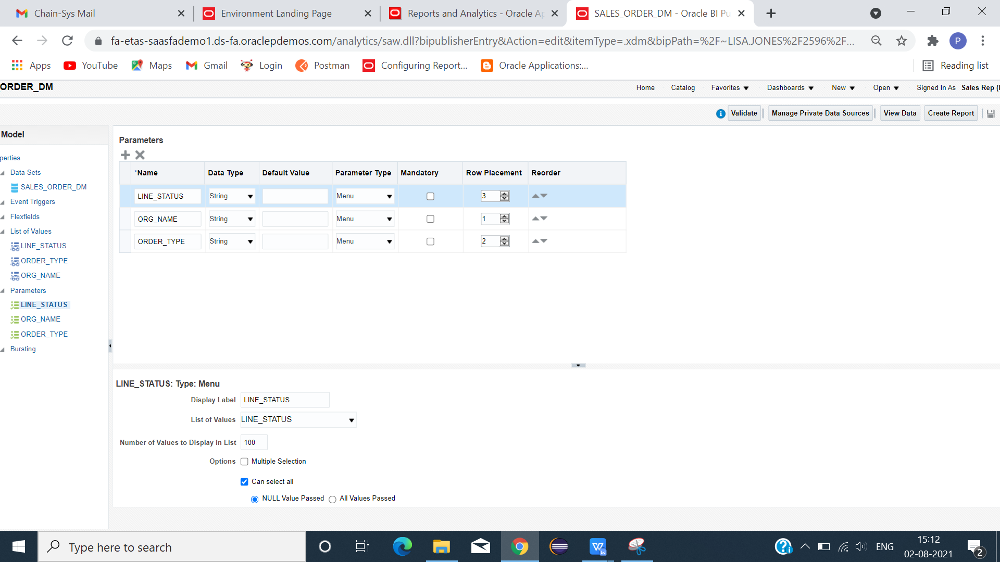 Chain-Sys Mail
Environment Landing Page
Reports and Analytics - Oracle Ap
SALES_ORDER_DM - Oracle BI Pu
fa-etas-saasfademo1.ds-fa.oraclepdemos.com/analytics/saw.dll?bipublisherEntry&Action=edit&itemType=.xdm&bipPath=%2F~LISA.JONES%2F2596%2F...
P
Apps
YouTube
Maps
Gmail
Login
Postman
Configuring Report...
Oracle Applications:...
Reading list
ORDER_DM
Home
Catalog
Favorites
Dashboards
New
Open
Signed In As Sales Rep (
Validate
Manage Private Data Sources
View Data
Create Report
Model
perties
Data Sets
SALES_ORDER_DM
Event Triggers
Flexfields
List of Values
LINE_STATUS
ORDER_TYPE
ORG_NAME
Parameters
LINE_STATUS
ORG_NAME
ORDER_TYPE
Bursting
Parameters
*Name Data Type Default Value Parameter Type Mandatory Row Placement Reorder
LINE_STATUS String Menu 3
ORG_NAME String Menu 1
ORDER_TYPE String Menu 2
LINE_STATUS: Type: Menu
Display Label LINE_STATUS
List of Values LINE_STATUS
Number of Values to Display in List 100
Options Multiple Selection
Can select all
NULL Value Passed All Values Passed
Type here to search
ENG
15:12
02-08-2021
2